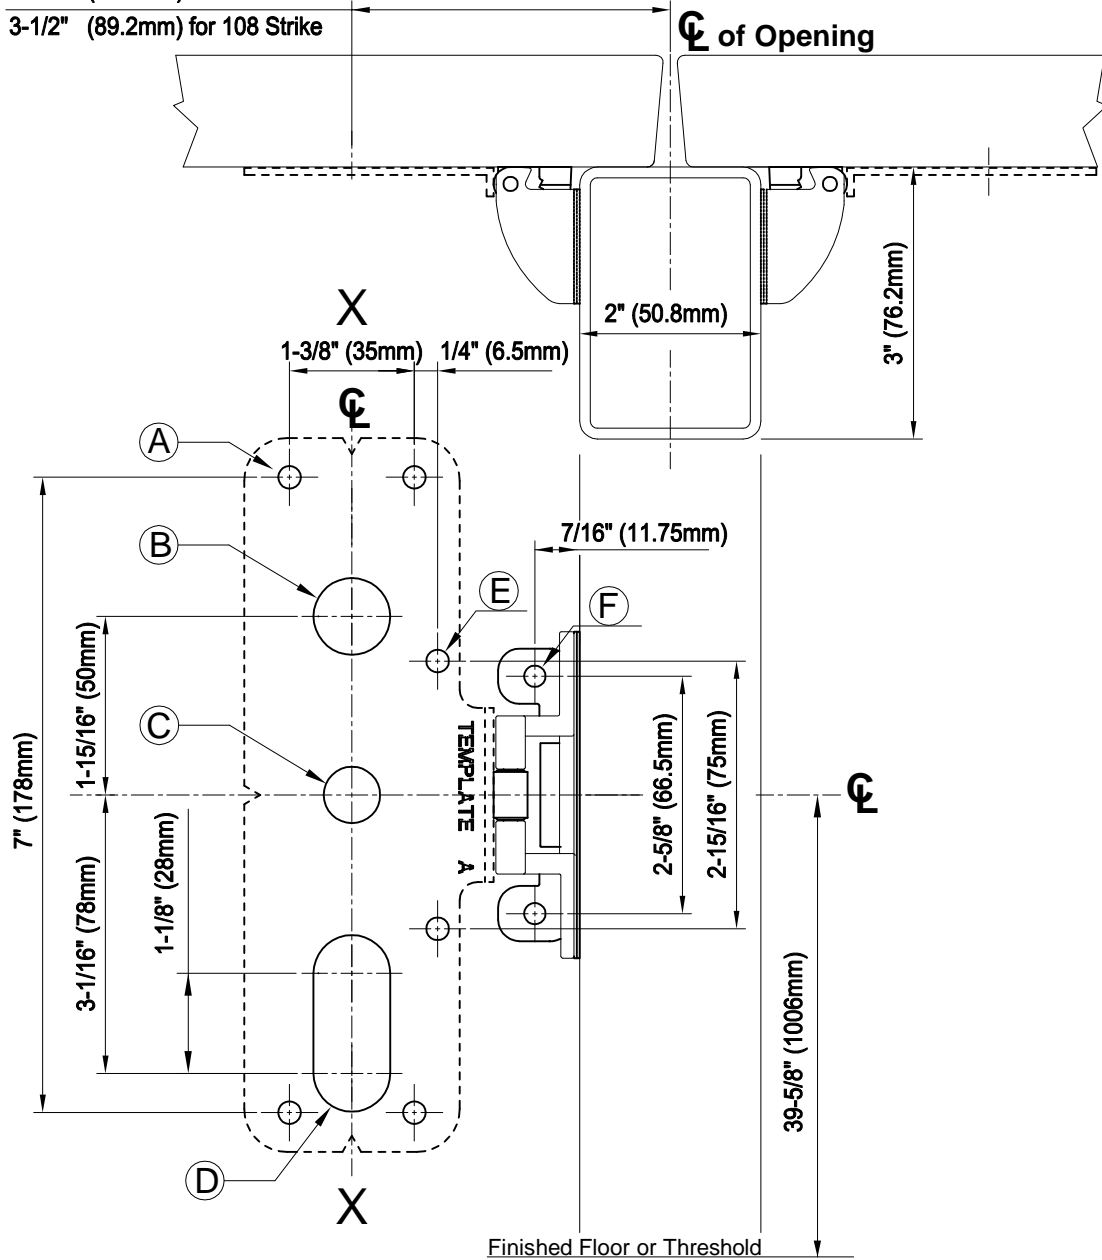 3-1/2" (89.2mm) for 108 Strike
℄ of Opening
2" (50.8mm)
3" (76.2mm)
X
1-3/8" (35mm)
1/4" (6.5mm)
℄
A
7/16" (11.75mm)
B
E
F
1-15/16" (50mm)
C
7" (178mm)
TEMPLATE A
2-5/8" (66.5mm)
2-15/16" (75mm)
℄
3-1/16" (78mm)
1-1/8" (28mm)
39-5/8" (1006mm)
D
X
Finished Floor or Threshold